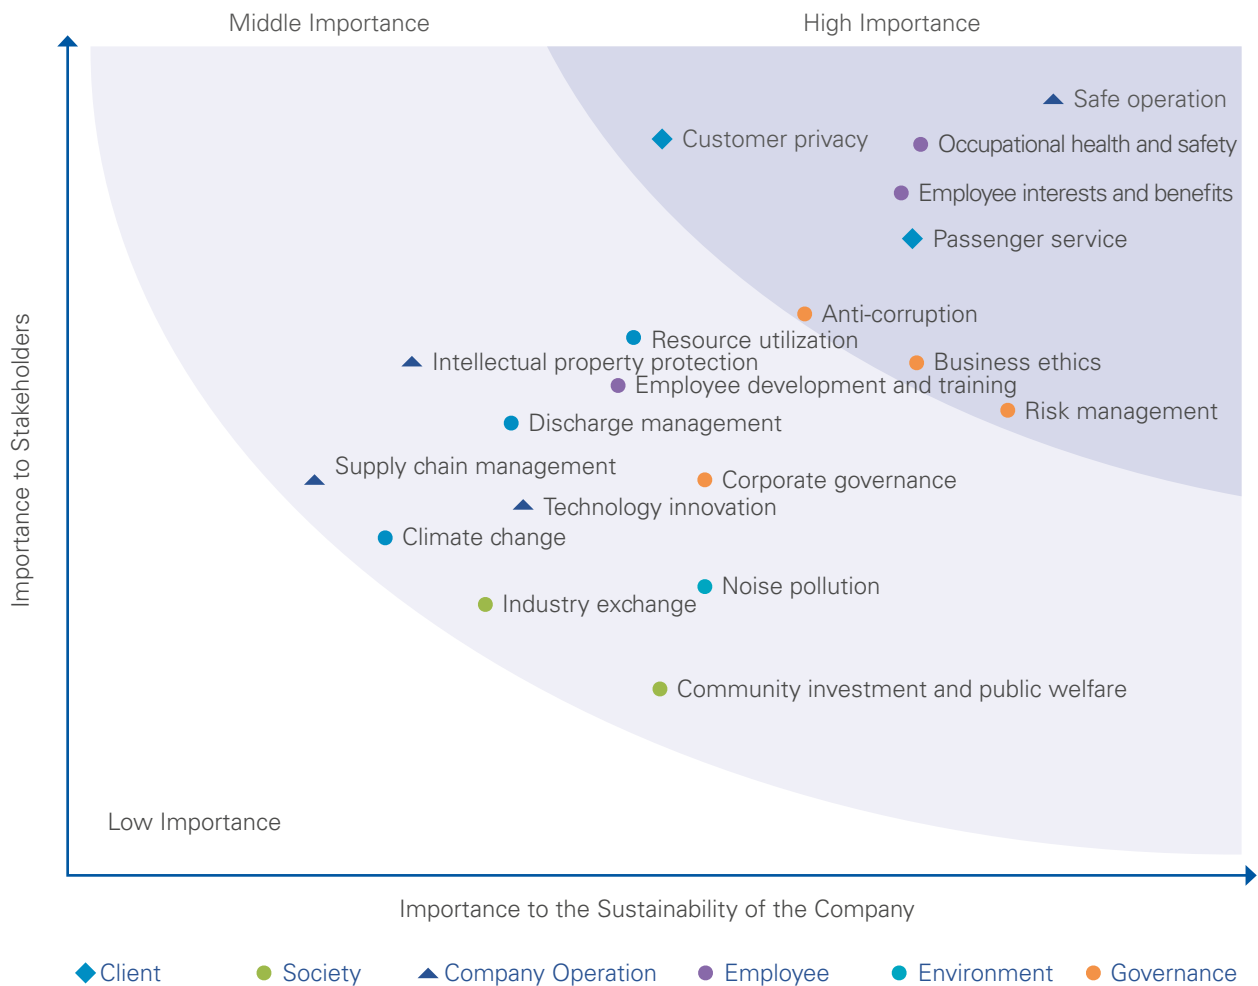 Middle Importance
High Importance
Safe operation
Customer privacy
Occupational health and safety
Employee interests and benefits
Passenger service
Anti-corruption
Resource utilization
Intellectual property protection
Business ethics
Employee development and training
Risk management
Discharge management
Supply chain management
Corporate governance
Technology innovation
Climate change
Noise pollution
Industry exchange
Community investment and public welfare
Low Importance
Importance to Stakeholders
Importance to the Sustainability of the Company
Client
Society
Company Operation
Employee
Environment
Governance